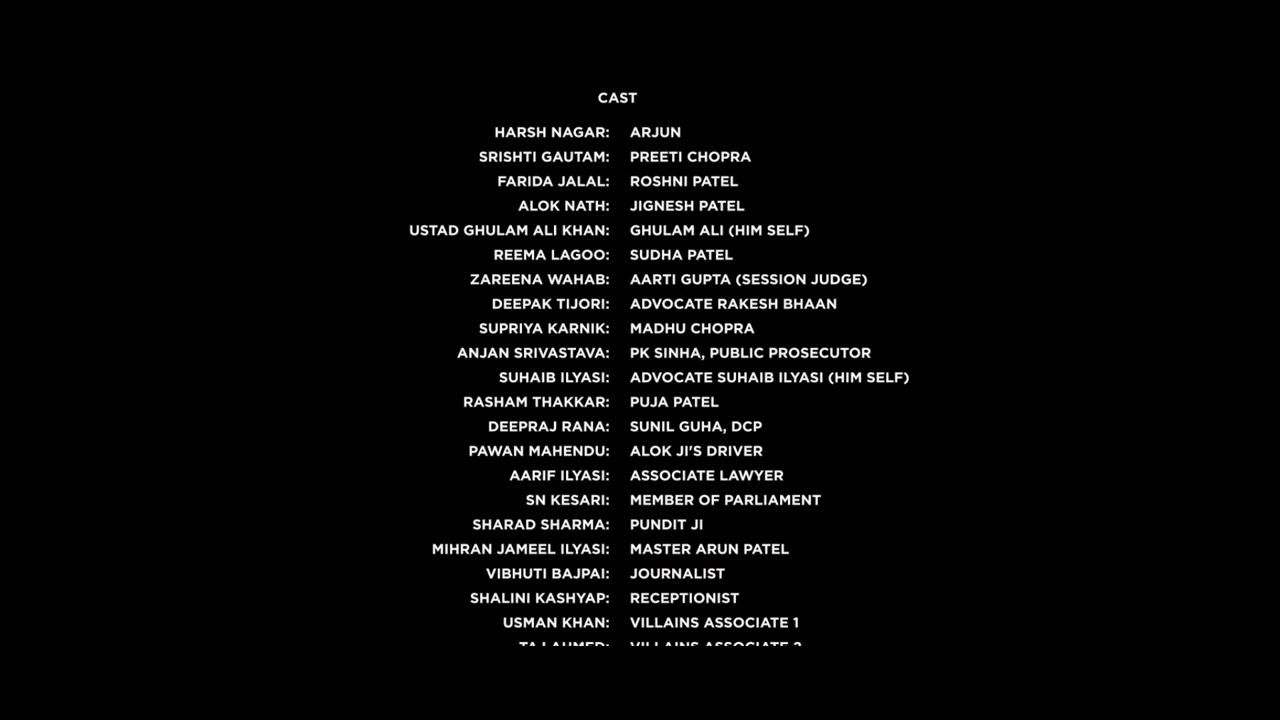 CAST
HARSH NAGAR: ARJUN
SRISHTI GAUTAM: PREETI CHOPRA
FARIDA JALAL: ROSHNI PATEL
ALOK NATH: JIGNESH PATEL
USTAD GHULAM ALI KHAN: GHULAM ALI (HIM SELF)
REEMA LAGOO: SUDHA PATEL
ZAREENA WAHAB: AARTI GUPTA (SESSION JUDGE)
DEEPAK TIJORI: ADVOCATE RAKESH BHAAN
SUPRIYA KARNIK: MADHU CHOPRA
ANJAN SRIVASTAVA: PK SINHA, PUBLIC PROSECUTOR
SUHAIB ILYASI: ADVOCATE SUHAIB ILYASI (HIM SELF)
RASHAM THAKKAR: PUJA PATEL
DEEPRAJ RANA: SUNIL GUHA, DCP
PAWAN MAHENDU: ALOK JI'S DRIVER
AARIF ILYASI: ASSOCIATE LAWYER
SN KESARI: MEMBER OF PARLIAMENT
SHARAD SHARMA: PUNDIT JI
MIHRAN JAMEEL ILYASI: MASTER ARUN PATEL
VIBHUTI BAJPAI: JOURNALIST
SHALINI KASHYAP: RECEPTIONIST
USMAN KHAN: VILLAINS ASSOCIATE 1
VILLAINS ASSOCIATE 2